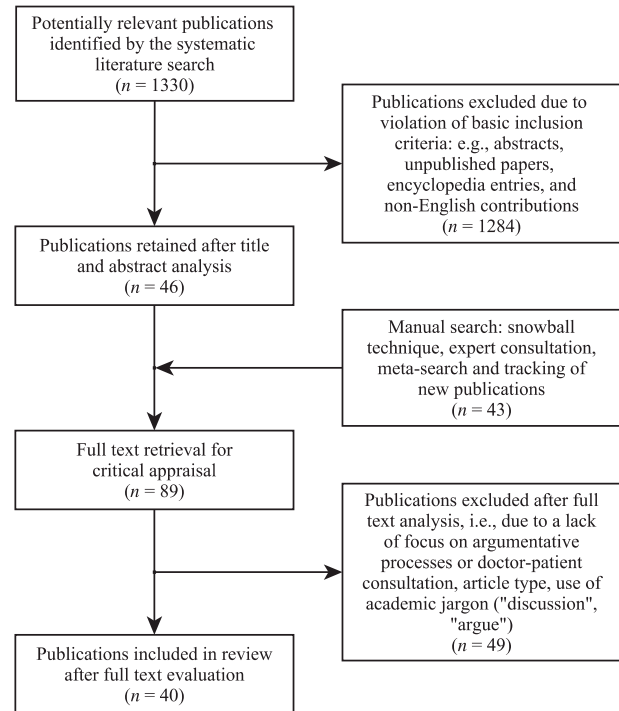 Potentially relevant publications
identified by the systematic
literature search
(n = 1330)
Publications excluded due to
violation of basic inclusion
criteria: e.g., abstracts,
unpublished papers,
encyclopedia entries, and
non-English contributions
(n = 1284)
Publications retained after title
and abstract analysis
(n = 46)
Manual search: snowball
technique, expert consultation,
meta-search and tracking of
new publications
(n = 43)
Full text retrieval for
critical appraisal
(n = 89)
Publications excluded after full
text analysis, i.e., due to a lack
of focus on argumentative
processes or doctor-patient
consultation, article type, use of
academic jargon ("discussion",
"argue")
(n = 49)
Publications included in review
after full text evaluation
(n = 40)